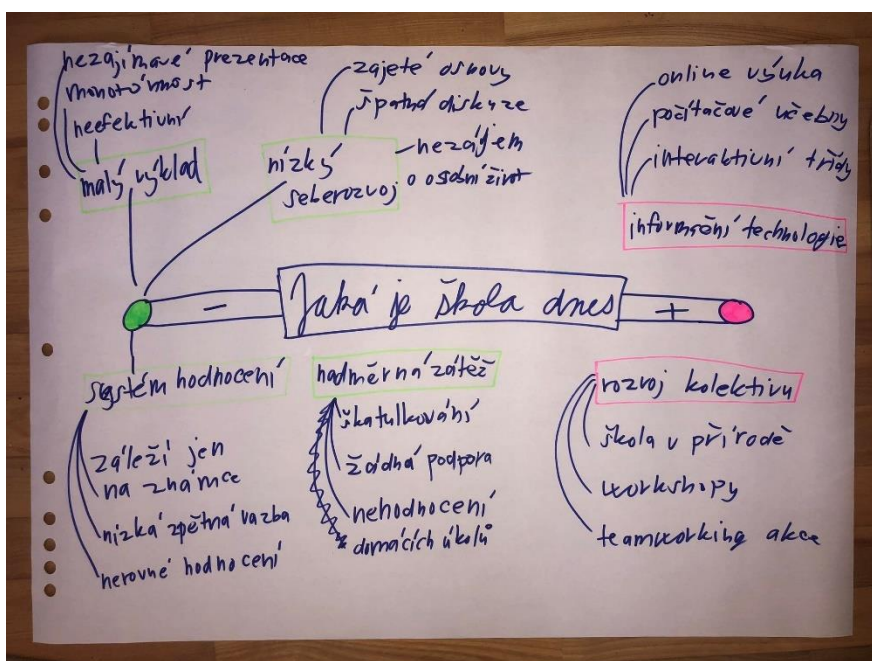 nezajímavé prezentace
monotónnost
neefektivní
malý výklad
zajeté osnovy
špatná diskuze
nezájem
o osobní život
nízký
seberozvoj
online výuka
počítačové učebny
interaktivní třídy
informační technologie
- Jaká je škola dnes +
systém hodnocení
záleží jen
na známce
nízká zpětná vazba
nerovné hodnocení
nadměrná zátěž
škatulkování
žádná podpora
nehodnocení
domácích úkolů
rozvoj kolektivu
škola v přírodě
workshopy
teamworking akce